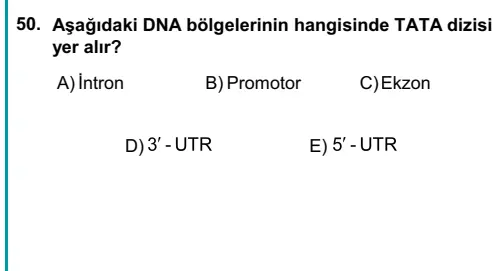 50. Aşağıdaki DNA bölgelerinin hangisinde TATA dizisi
yer alır?
A) İntron B) Promotor C) Ekzon
D) 3′ - UTR E) 5′ - UTR